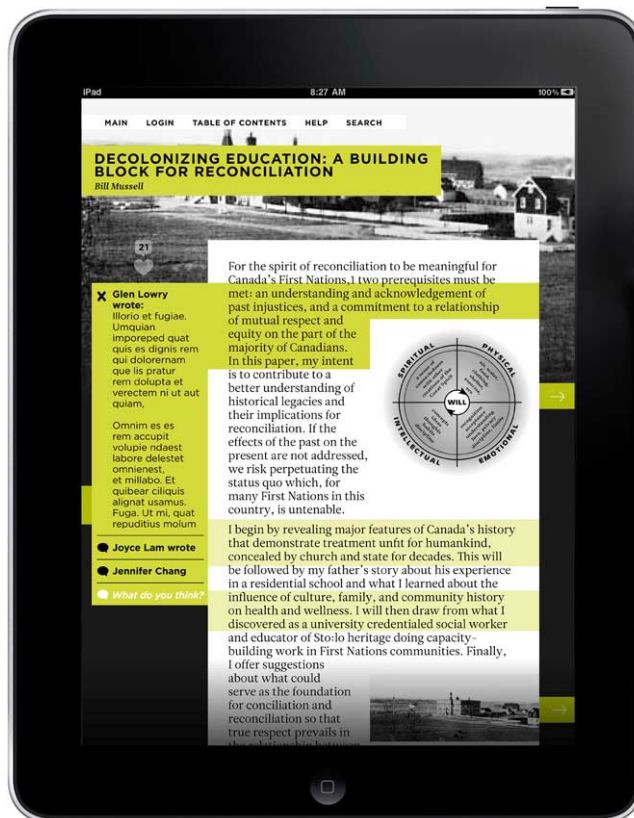 iPad 8:27 AM 100%
MAIN LOGIN TABLE OF CONTENTS HELP SEARCH
DECOLONIZING EDUCATION: A BUILDING
BLOCK FOR RECONCILIATION
Bill Mussell
21
Glen Lowry
wrote:
Illorio et fugiae.
Umquian
imporeped quat
quis es dignis rem
qui dolorernam
que lis pratur
rem dolupta et
verectem ni ut aut
quiam,
Omnim es es
rem accupit
volupie ndaest
labore delestet
omnienest,
et millabo. Et
quibear ciliquis
alignat usamus.
Fuga. Ut mi, quat
repuditius molum
Joyce Lam wrote
Jennifer Chang
What do you think?
For the spirit of reconciliation to be meaningful for
Canada's First Nations,1 two prerequisites must be
met: an understanding and acknowledgement of
past injustices, and a commitment to a relationship
of mutual respect and
equity on the part of the
majority of Canadians.
In this paper, my intent
is to contribute to a
better understanding of
historical legacies and
their implications for
reconciliation. If the
effects of the past on the
present are not addressed,
we risk perpetuating the
status quo which, for
many First Nations in this
country, is untenable.
SPIRITUAL
PHYSICAL
WILL
INTELLECTUAL
EMOTIONAL
I begin by revealing major features of Canada's history
that demonstrate treatment unfit for humankind,
concealed by church and state for decades. This will
be followed by my father's story about his experience
in a residential school and what I learned about the
influence of culture, family, and community history
on health and wellness. I will then draw from what I
discovered as a university credentialed social worker
and educator of Sto:lo heritage doing capacity-
building work in First Nations communities. Finally,
I offer suggestions
about what could
serve as the foundation
for conciliation and
reconciliation so that
true respect prevails in
the relationship between